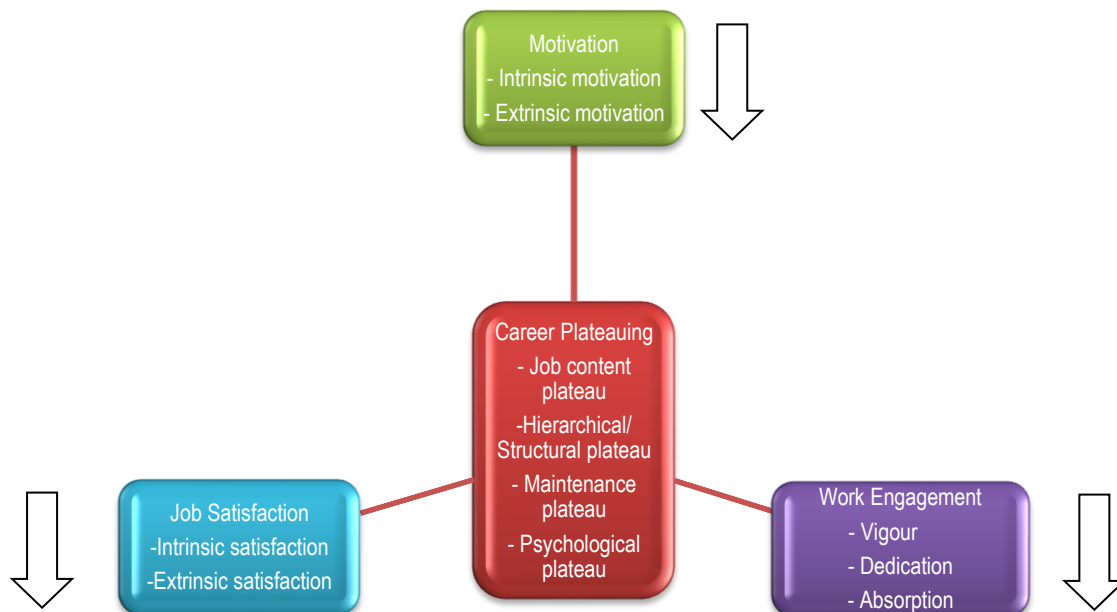 Motivation
- Intrinsic motivation
- Extrinsic motivation
Career Plateauing
- Job content
plateau
-Hierarchical/
Structural plateau
- Maintenance
plateau
- Psychological
plateau
Job Satisfaction
-Intrinsic satisfaction
-Extrinsic satisfaction
Work Engagement
- Vigour
- Dedication
- Absorption